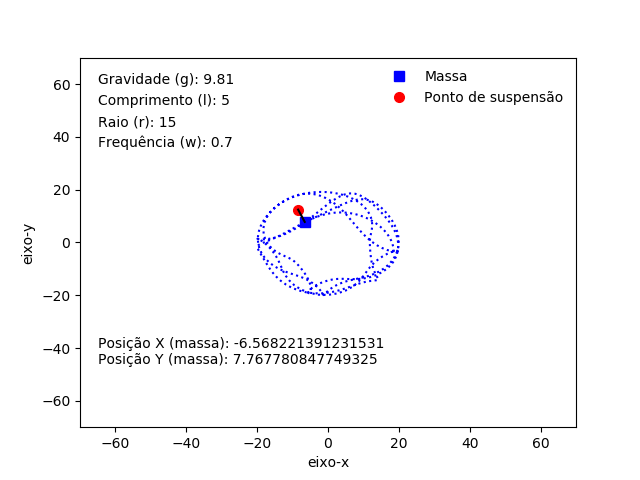 Gravidade (g): 9.81
Comprimento (l): 5
Raio (r): 15
Frequência (w): 0.7
Massa
Ponto de suspensão
60
40
20
0
−20
−40
−60
eixo-y
Posição X (massa): -6.568221391231531
Posição Y (massa): 7.767780847749325
−60
−40
−20
0
20
40
60
eixo-x